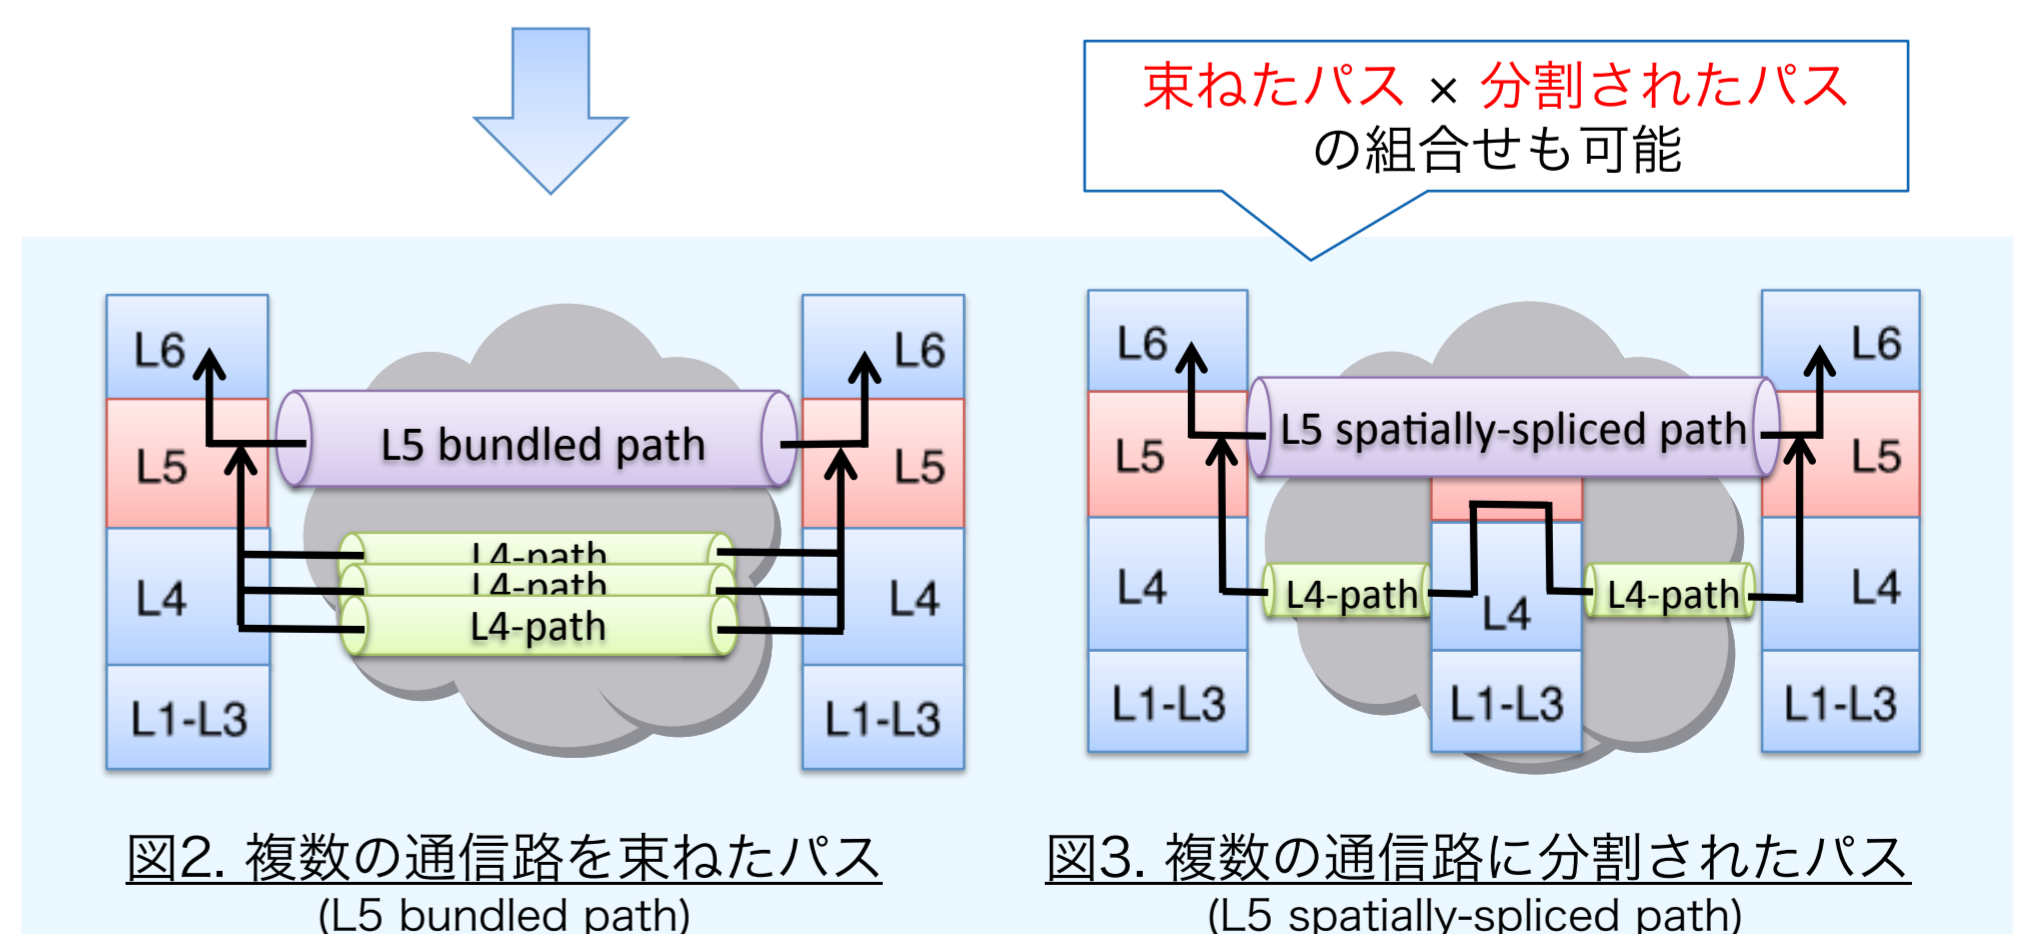 束ねたパス × 分割されたパス
の組合せも可能
L6
L6
L5 bundled path
L5
L5
L4-path
L4-path
L4-path
L4
L4
L1-L3
L1-L3
図2. 複数の通信路を束ねたパス
(L5 bundled path)
L6
L6
L5 spatially-spliced path
L5
L5
L4
L4-path
L4
L4-path
L4
L1-L3
L1-L3
L1-L3
図3. 複数の通信路に分割されたパス
(L5 spatially-spliced path)